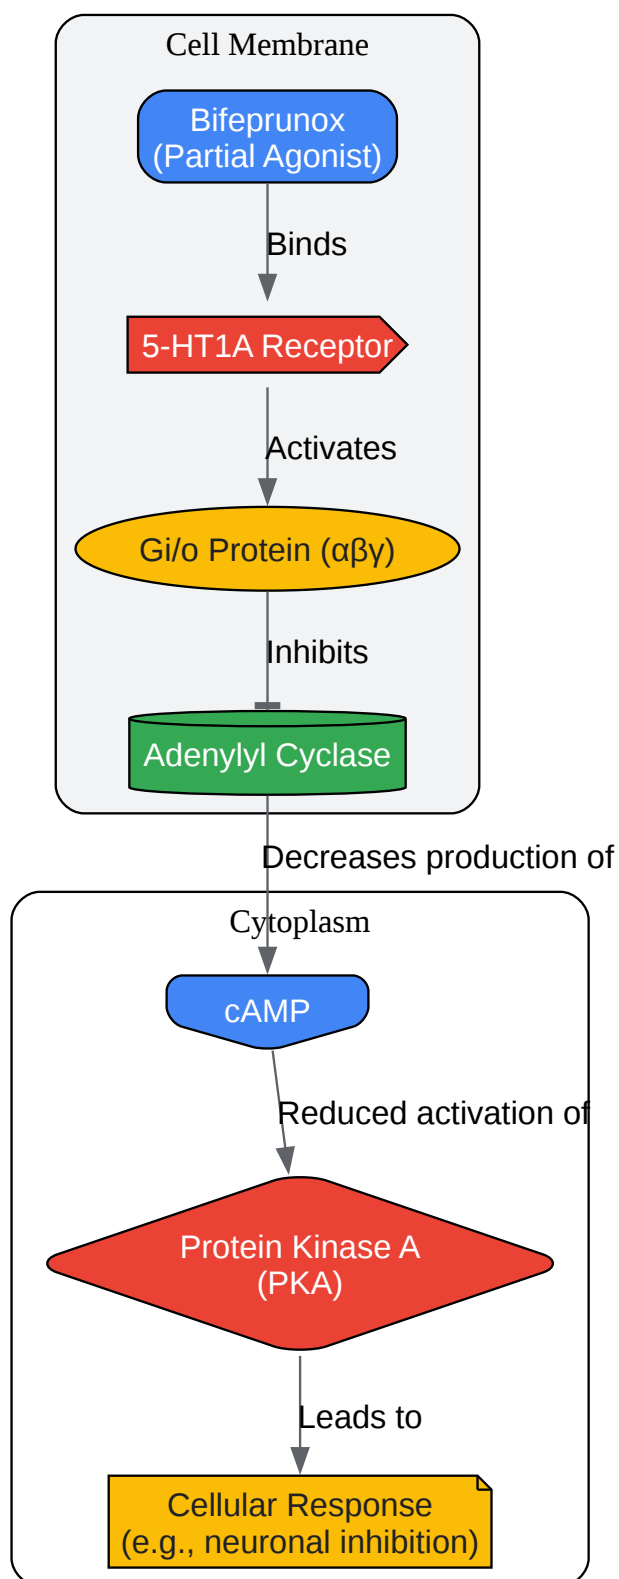 Cell Membrane
Bifeprunox
(Partial Agonist)
Binds
5-HT1A Receptor
Activates
Gi/o Protein (αβγ)
Inhibits
Adenylyl Cyclase
Decreases production of
Cytoplasm
cAMP
Reduced activation of
Protein Kinase A
(PKA)
Leads to
Cellular Response
(e.g., neuronal inhibition)